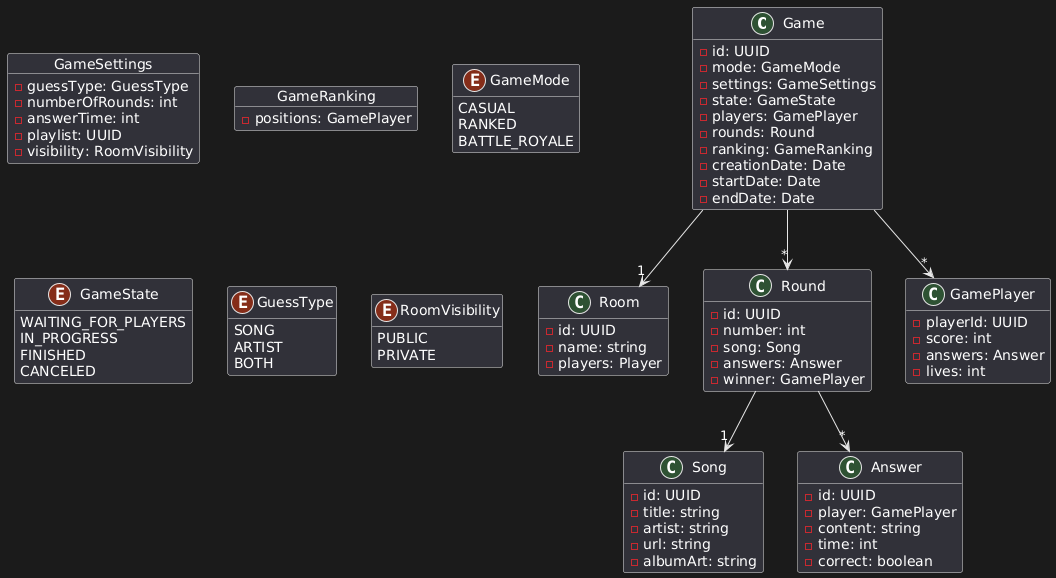 GameSettings
guessType: GuessType
numberOfRounds: int
answerTime: int
playlist: UUID
visibility: RoomVisibility
GameRanking
positions: GamePlayer
E GameMode
CASUAL
RANKED
BATTLE_ROYALE
C Game
id: UUID
mode: GameMode
settings: GameSettings
state: GameState
players: GamePlayer
rounds: Round
ranking: GameRanking
creationDate: Date
startDate: Date
endDate: Date
1
*
*
E GameState
WAITING_FOR_PLAYERS
IN_PROGRESS
FINISHED
CANCELED
E GuessType
SONG
ARTIST
BOTH
E RoomVisibility
PUBLIC
PRIVATE
C Room
id: UUID
name: string
players: Player
C Round
id: UUID
number: int
song: Song
answers: Answer
winner: GamePlayer
C GamePlayer
playerId: UUID
score: int
answers: Answer
lives: int
1
*
C Song
id: UUID
title: string
artist: string
url: string
albumArt: string
C Answer
id: UUID
player: GamePlayer
content: string
time: int
correct: boolean